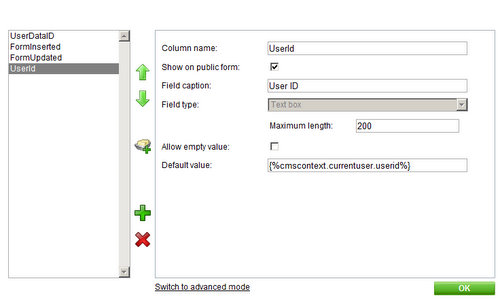 UserDataID
FormInserted
FormUpdated
UserId
Column name: UserId
Show on public form:
Field caption: User ID
Field type: Text box
Maximum length: 200
Allow empty value:
Default value: {%cmscontext.currentuser.userid%}
Switch to advanced mode
OK